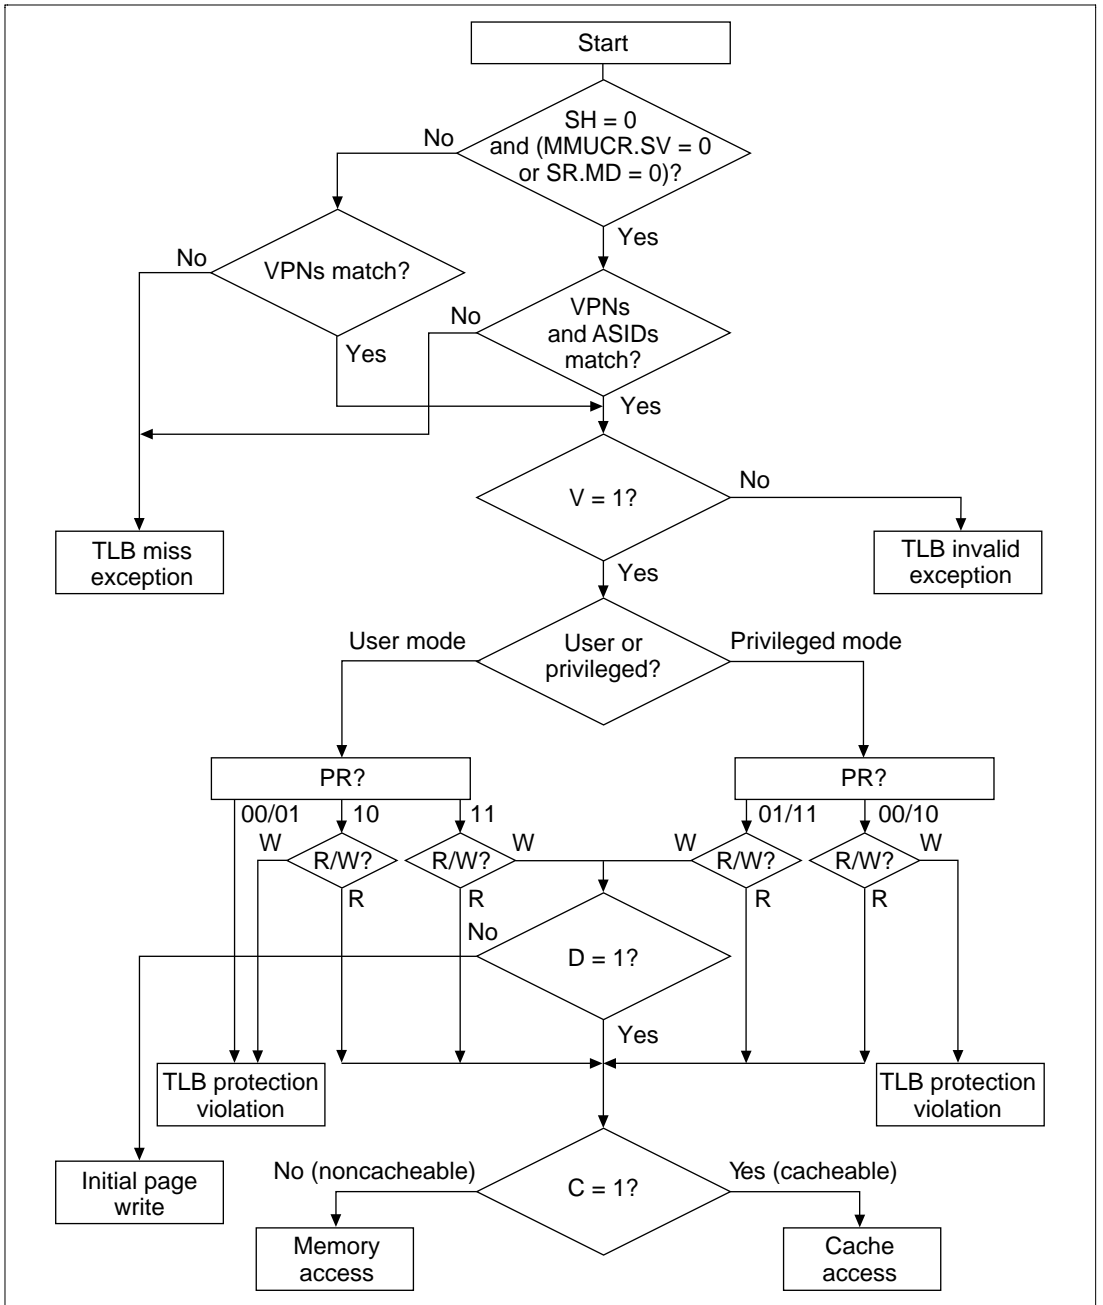 Start
SH = 0
and (MMUCR.SV = 0
or SR.MD = 0)?
No
Yes
VPNs match?
No
Yes
VPNs
and ASIDs
match?
No
Yes
V = 1?
No
Yes
TLB miss
exception
TLB invalid
exception
User or
privileged?
User mode
Privileged mode
PR?
PR?
00/01
10
11
01/11
00/10
W
R/W?
R/W?
W
W
R/W?
R/W?
W
R
R
R
R
No
D = 1?
Yes
TLB protection
violation
TLB protection
violation
Initial page
write
No (noncacheable)
C = 1?
Yes (cacheable)
Memory
access
Cache
access